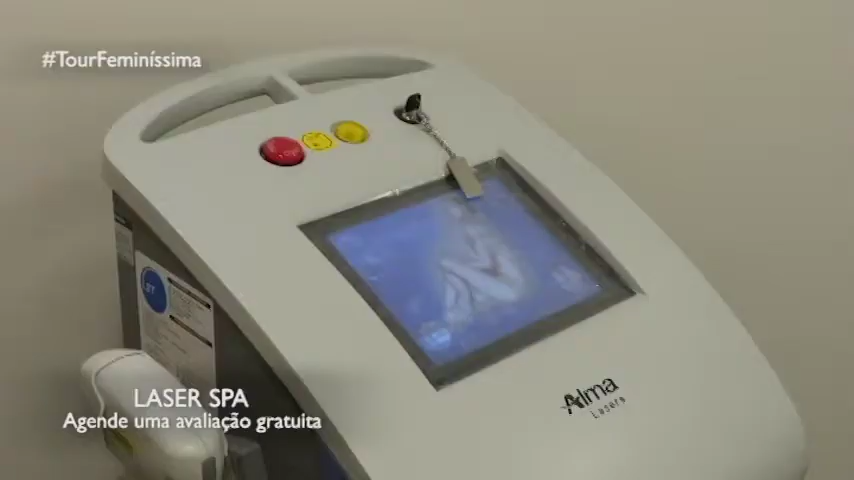 #TourFeminíssima
LASER SPA
Agende uma avaliação gratuita
Alma
Lasers